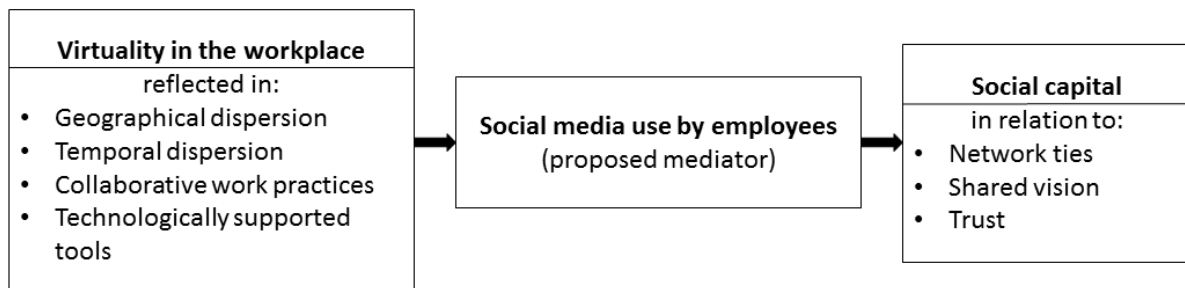 Virtuality in the workplace
reflected in:
• Geographical dispersion
• Temporal dispersion
• Collaborative work practices
• Technologically supported
tools
Social media use by employees
(proposed mediator)
Social capital
in relation to:
• Network ties
• Shared vision
• Trust